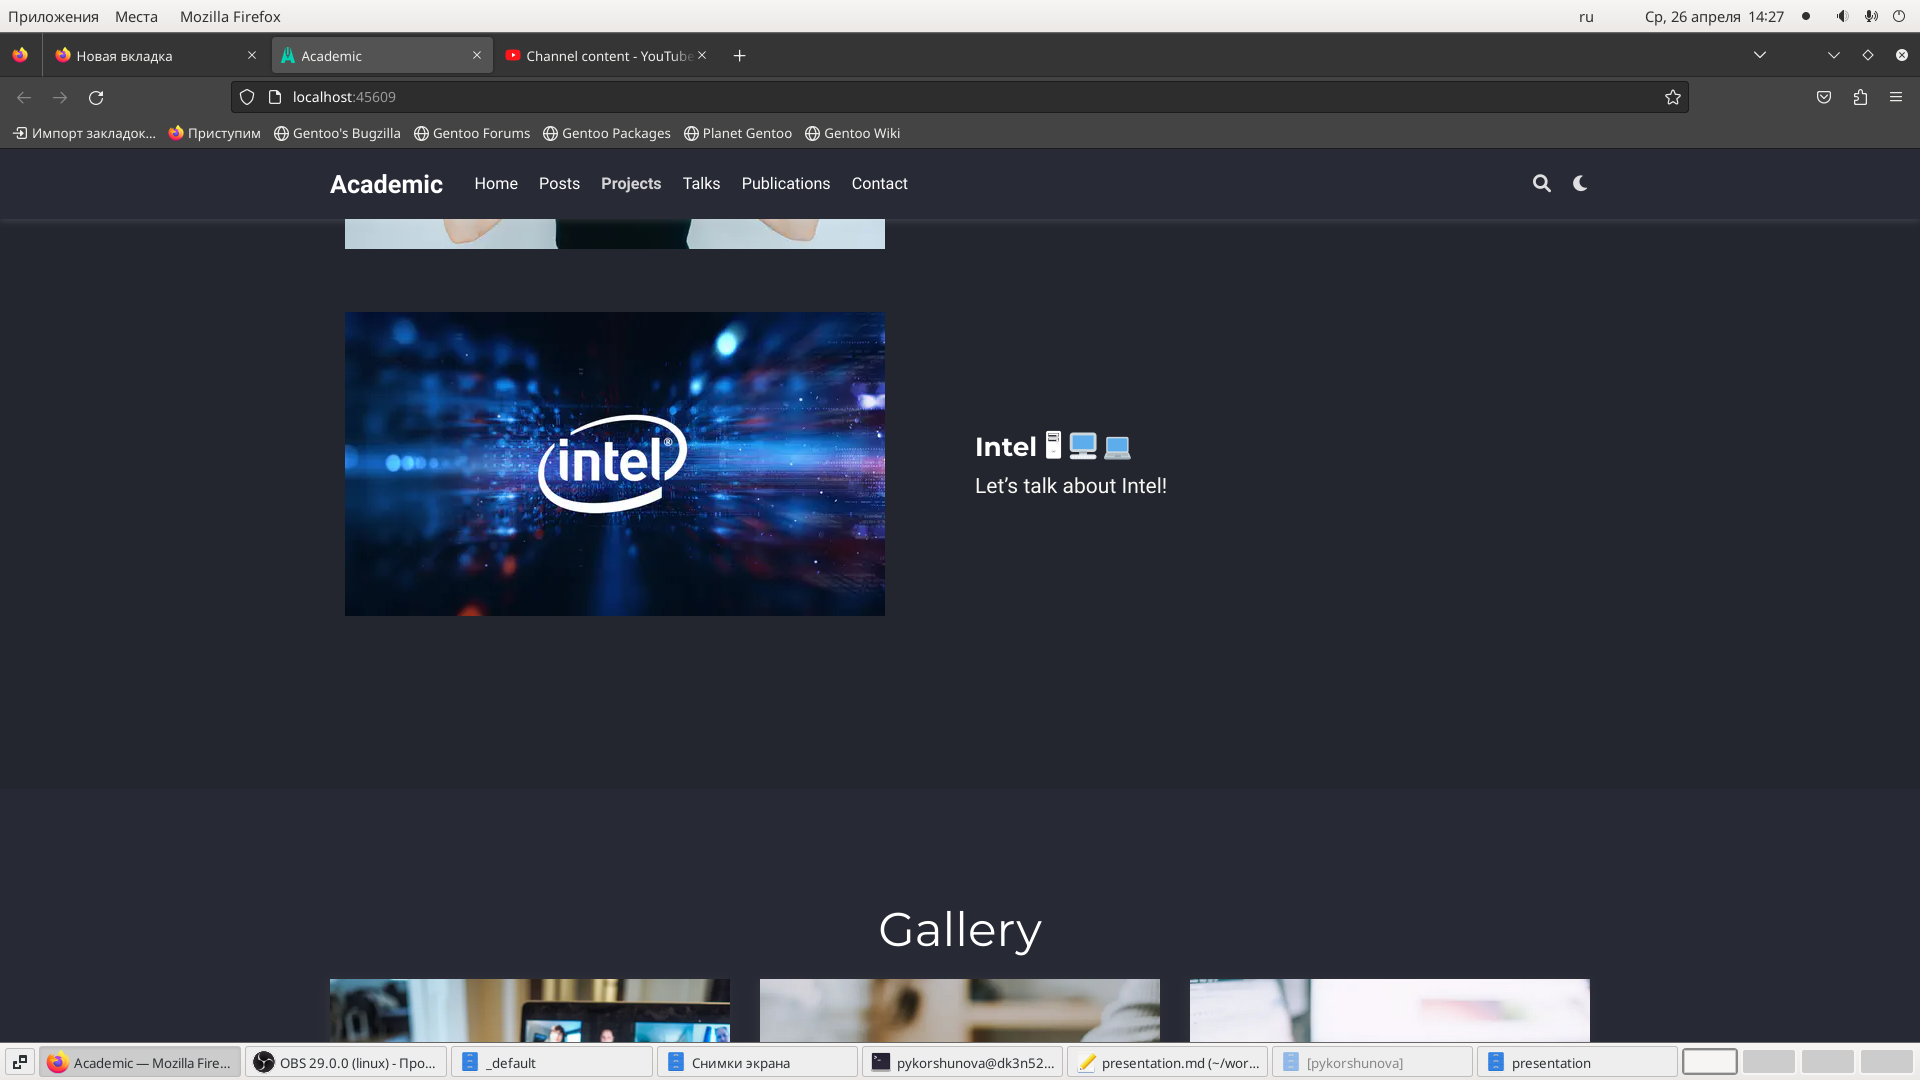 Приложения Места Mozilla Firefox ru Ср, 26 апреля 14:27
Новая вкладка Academic Channel content - YouTube
localhost:45609
Импорт закладок... Приступим Gentoo's Bugzilla Gentoo Forums Gentoo Packages Planet Gentoo Gentoo Wiki
Academic Home Posts Projects Talks Publications Contact
intel®
Intel
Let’s talk about Intel!
Gallery
Academic — Mozilla Fire... OBS 29.0.0 (linux) - Про... _default Снимки экрана pykorshunova@dk3n52... presentation.md (~/wor... [pykorshunova] presentation